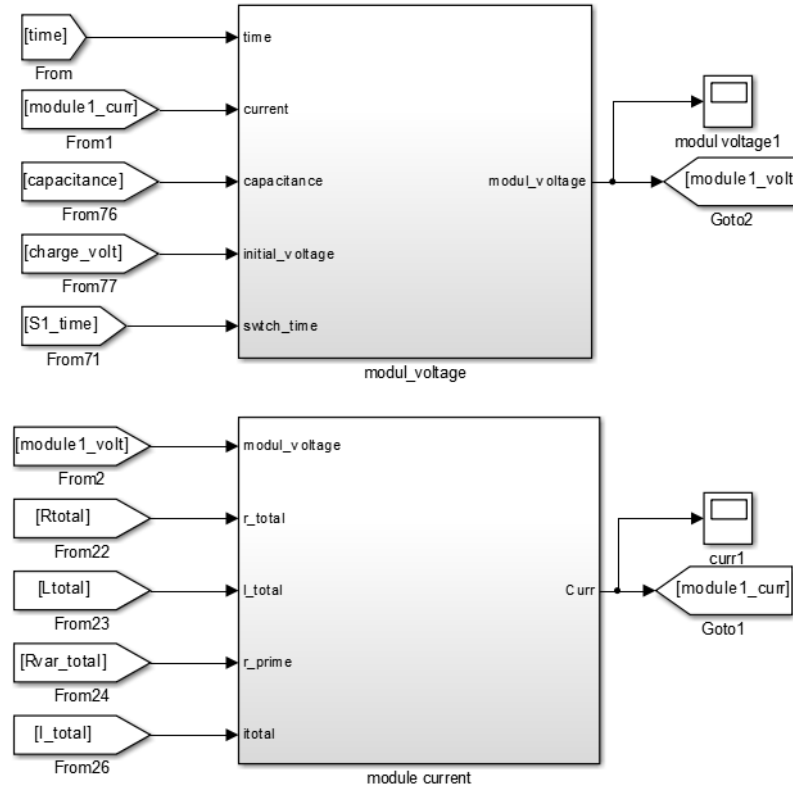 [time]
time
From
[module1_curr]
current
From1
[capacitance]
capacitance
From76
[charge_volt]
initial_voltage
From77
[S1_time]
swtch_time
From71
modul_voltage
modul voltage1
[module1_volt
Goto2
modul_voltage
[module1_volt]
modul_voltage
From2
[Rtotal]
r_total
From22
[Ltotal]
l_total
From23
[Rvar_total]
r_prime
From24
[I_total]
itotal
From26
Curr
curr1
[module1_curr]
Goto1
module current